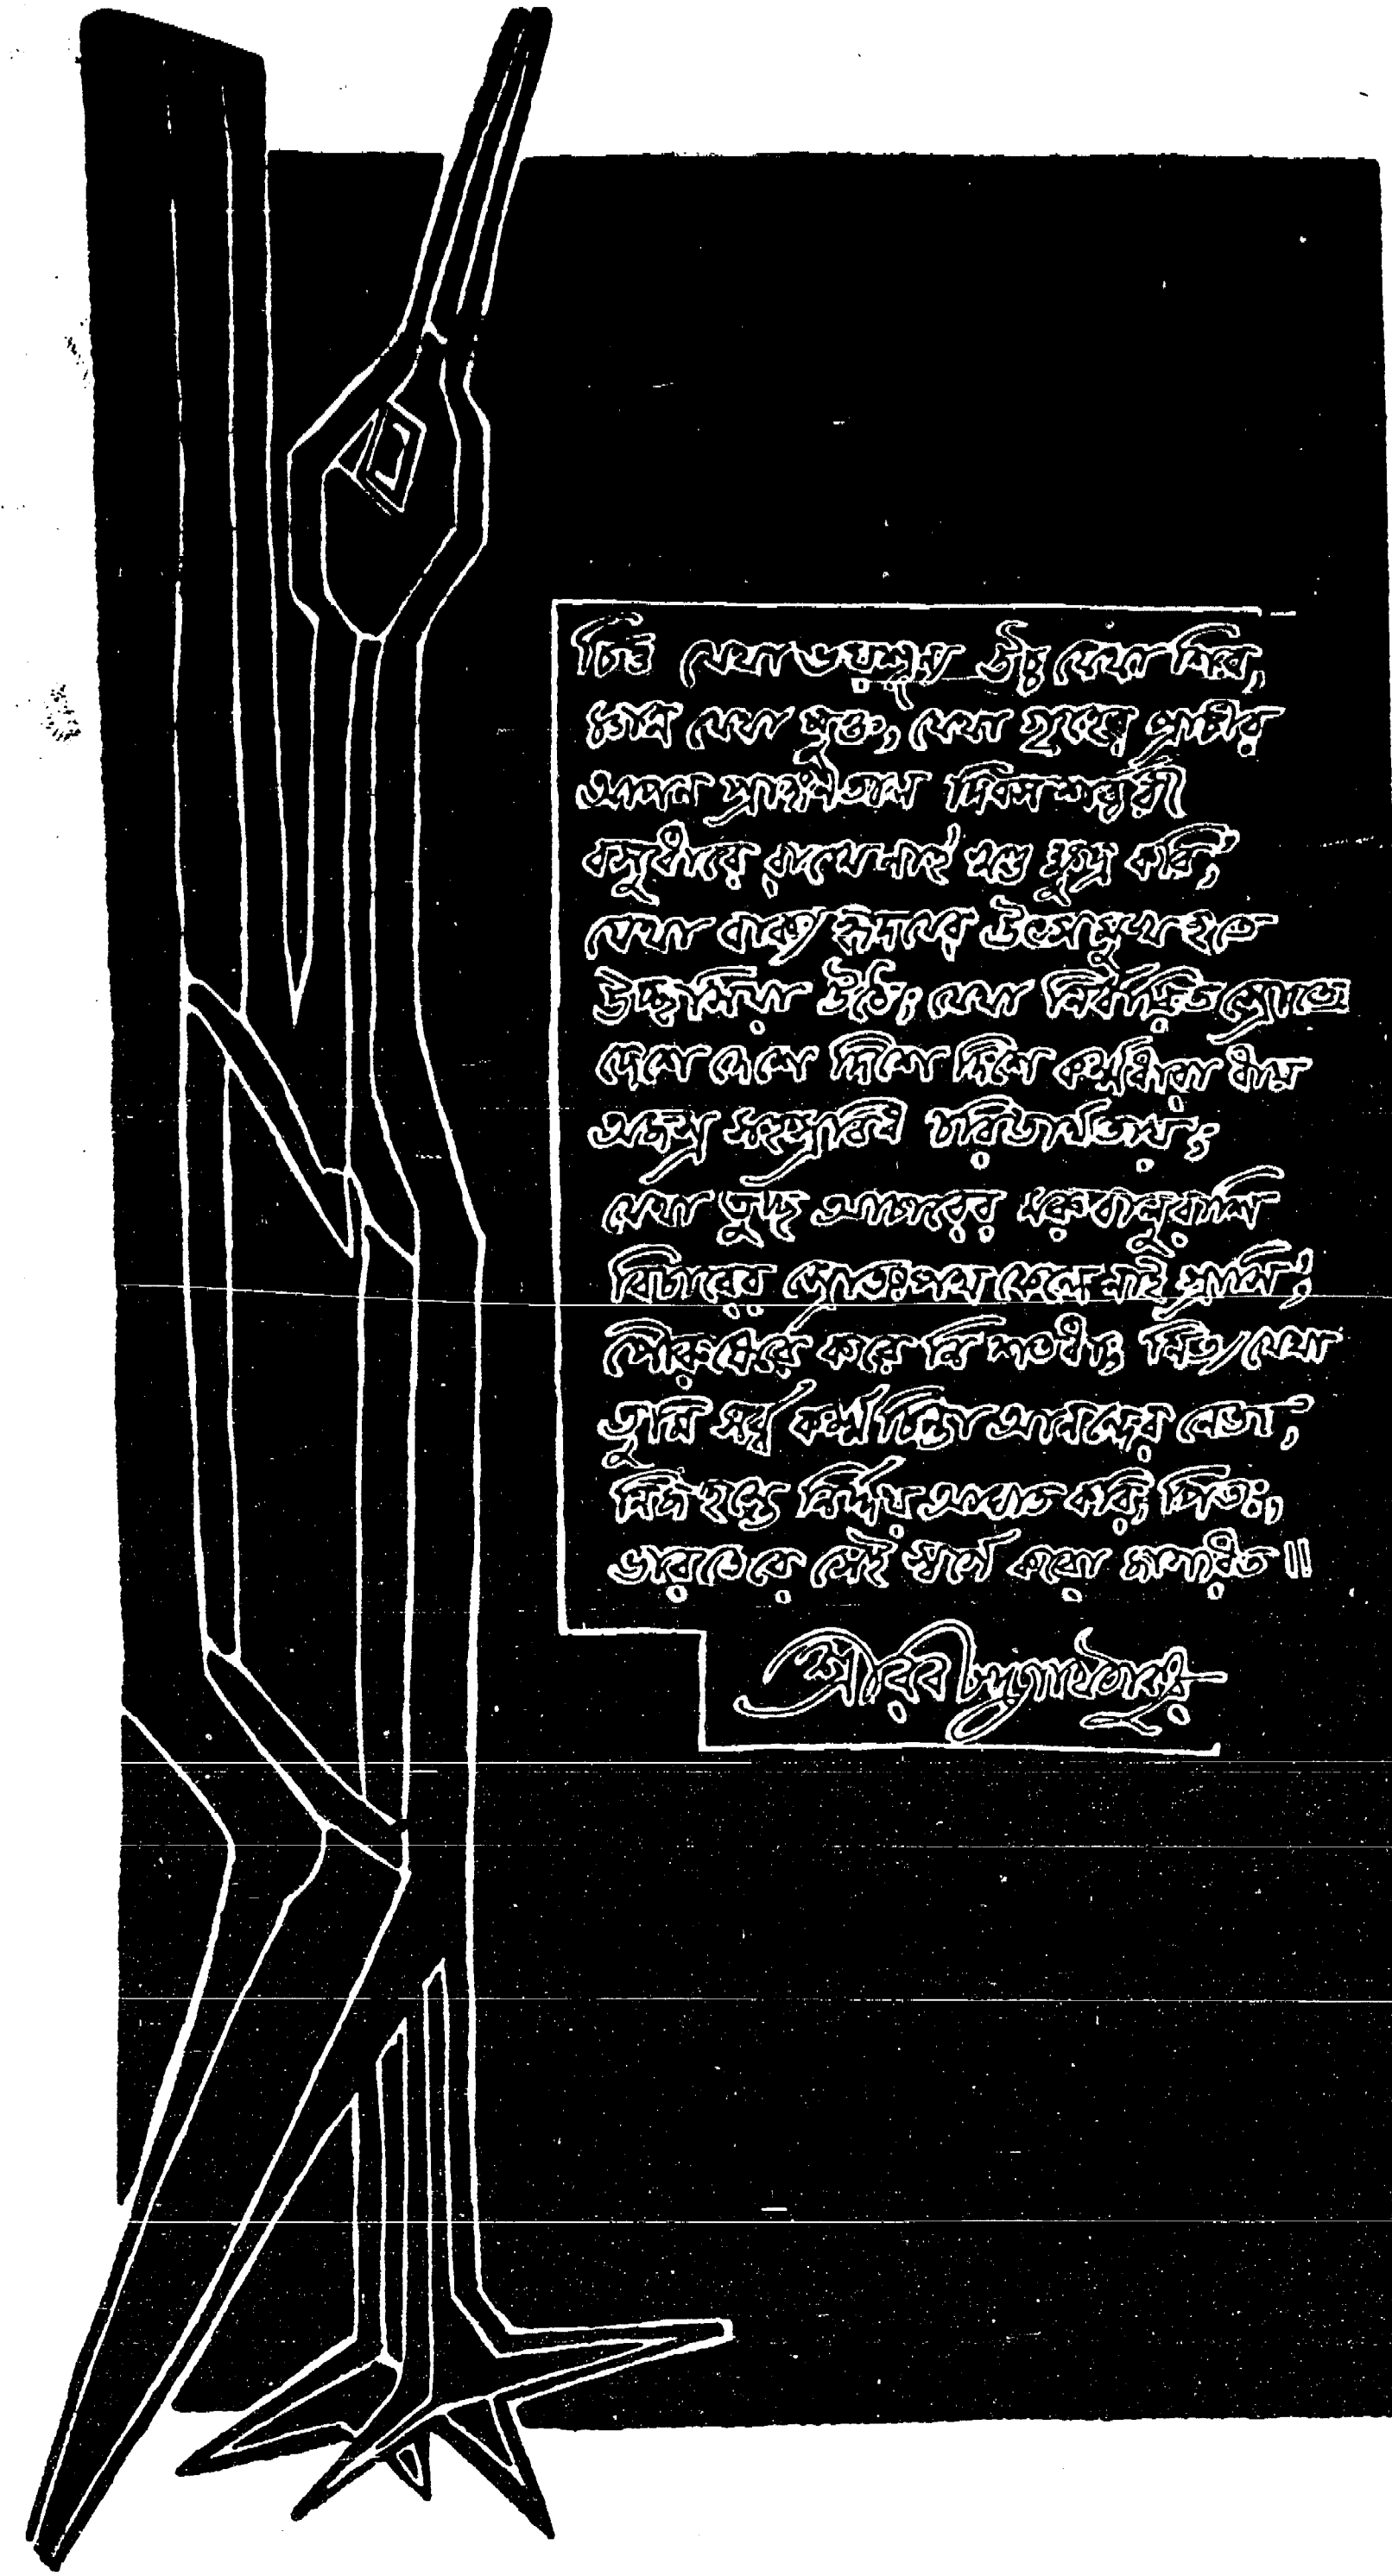 চিত্ত যেথা ভয়শূন্য উচ্চ যেথা শির,
জ্ঞান যেথা মুক্ত, যেথা গৃহের প্রাচীর
আপন প্রাঙ্গণতলে দিবস শর্ব্বরী
বসুধারে রাখে নাই খণ্ড ক্ষুদ্র করি,
যেথা বাক্য হৃদয়ের উৎসমুখ হতে
উচ্ছ্বসিয়া উঠে; যেথা নির্বারিত স্রোতে
দেশে দেশে দিশে দিশে কর্ম্মধারা ধায়
অজস্র সহস্রবিধ চরিতার্থতায়;
যেথা তুচ্ছ আচারের মরুবালুরাশি
বিচারের স্রোতঃপথ ফেলে নাই গ্রাসি;
পৌরুষেরে করে নি শতধা; নিত্য যেথা
তুমি সর্ব্ব কর্ম্ম চিন্তা আনন্দের নেতা,
নিজ হস্তে নির্দ্দয় আঘাত করি, পিতঃ,
ভারতেরে সেই স্বর্গে করো জাগরিত ॥
শ্রীরবীন্দ্রনাথ ঠাকুর